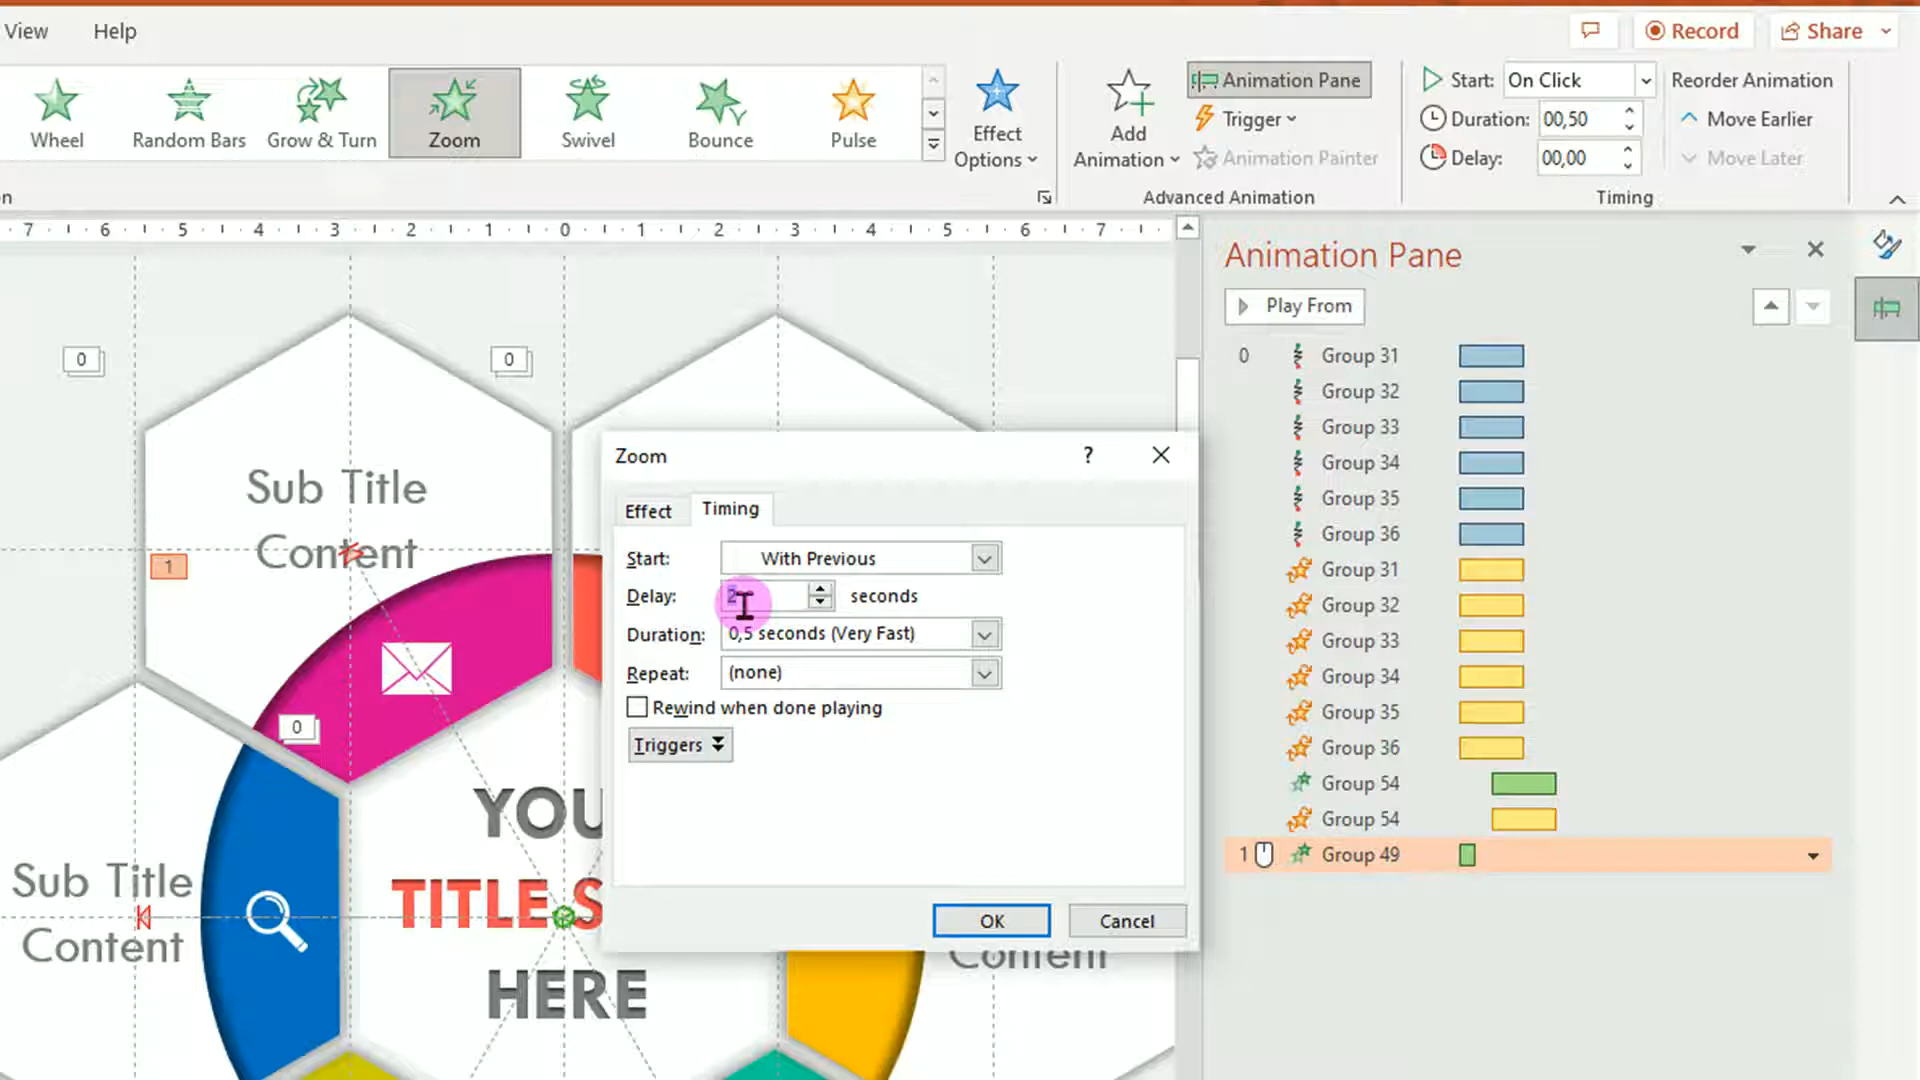 View
Help
Record
Share
Wheel
Random Bars
Grow & Turn
Zoom
Swivel
Bounce
Pulse
Effect
Options
Add
Animation
Animation Pane
Trigger
Animation Painter
Start:
On Click
Duration:
00,50
Delay:
00,00
Reorder Animation
Move Earlier
Move Later
n
Advanced Animation
Timing
7 6 5 4 3 2 1 0 1 2 3 4 5 6 7
Animation Pane
Play From
0 Group 31
Group 32
Group 33
Group 34
Group 35
Group 36
Group 31
Group 32
Group 33
Group 34
Group 35
Group 36
Group 54
Group 54
1 Group 49
0
0
Sub Title
Content
1
0
Sub Title
Content
YOU
TITLE S
HERE
Content
Zoom
?
Effect
Timing
Start: With Previous
Delay: 2 seconds
Duration: 0,5 seconds (Very Fast)
Repeat: (none)
Rewind when done playing
Triggers
OK
Cancel